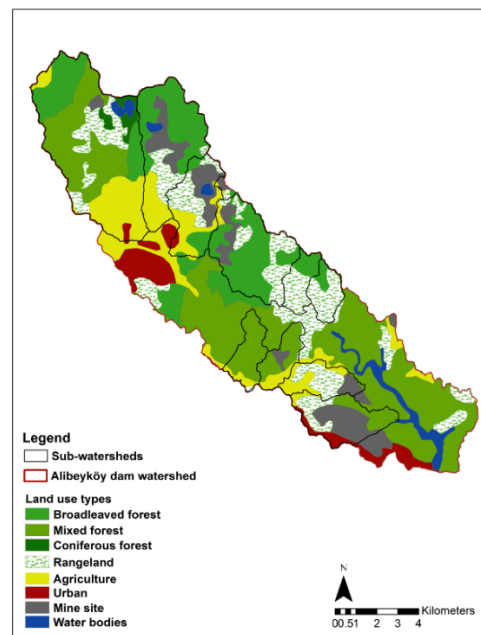 Legend
Sub-watersheds
Alibeyköy dam watershed
Land use types
Broadleaved forest
Mixed forest
Coniferous forest
Rangeland
Agriculture
Urban
Mine site
Water bodies
N
Kilometers
00.51 2 3 4